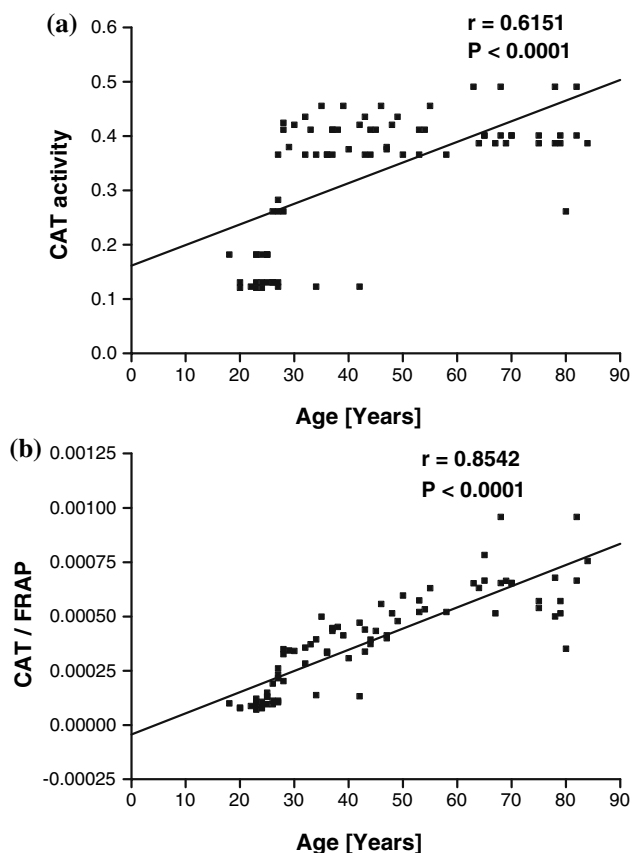 (a)
r = 0.6151
P < 0.0001
CAT activity
0.6
0.5
0.4
0.3
0.2
0.1
0.0
0 10 20 30 40 50 60 70 80 90
Age [Years]
(b)
r = 0.8542
P < 0.0001
CAT / FRAP
0.00125
0.00100
0.00075
0.00050
0.00025
0.00000
-0.00025
0 10 20 30 40 50 60 70 80 90
Age [Years]